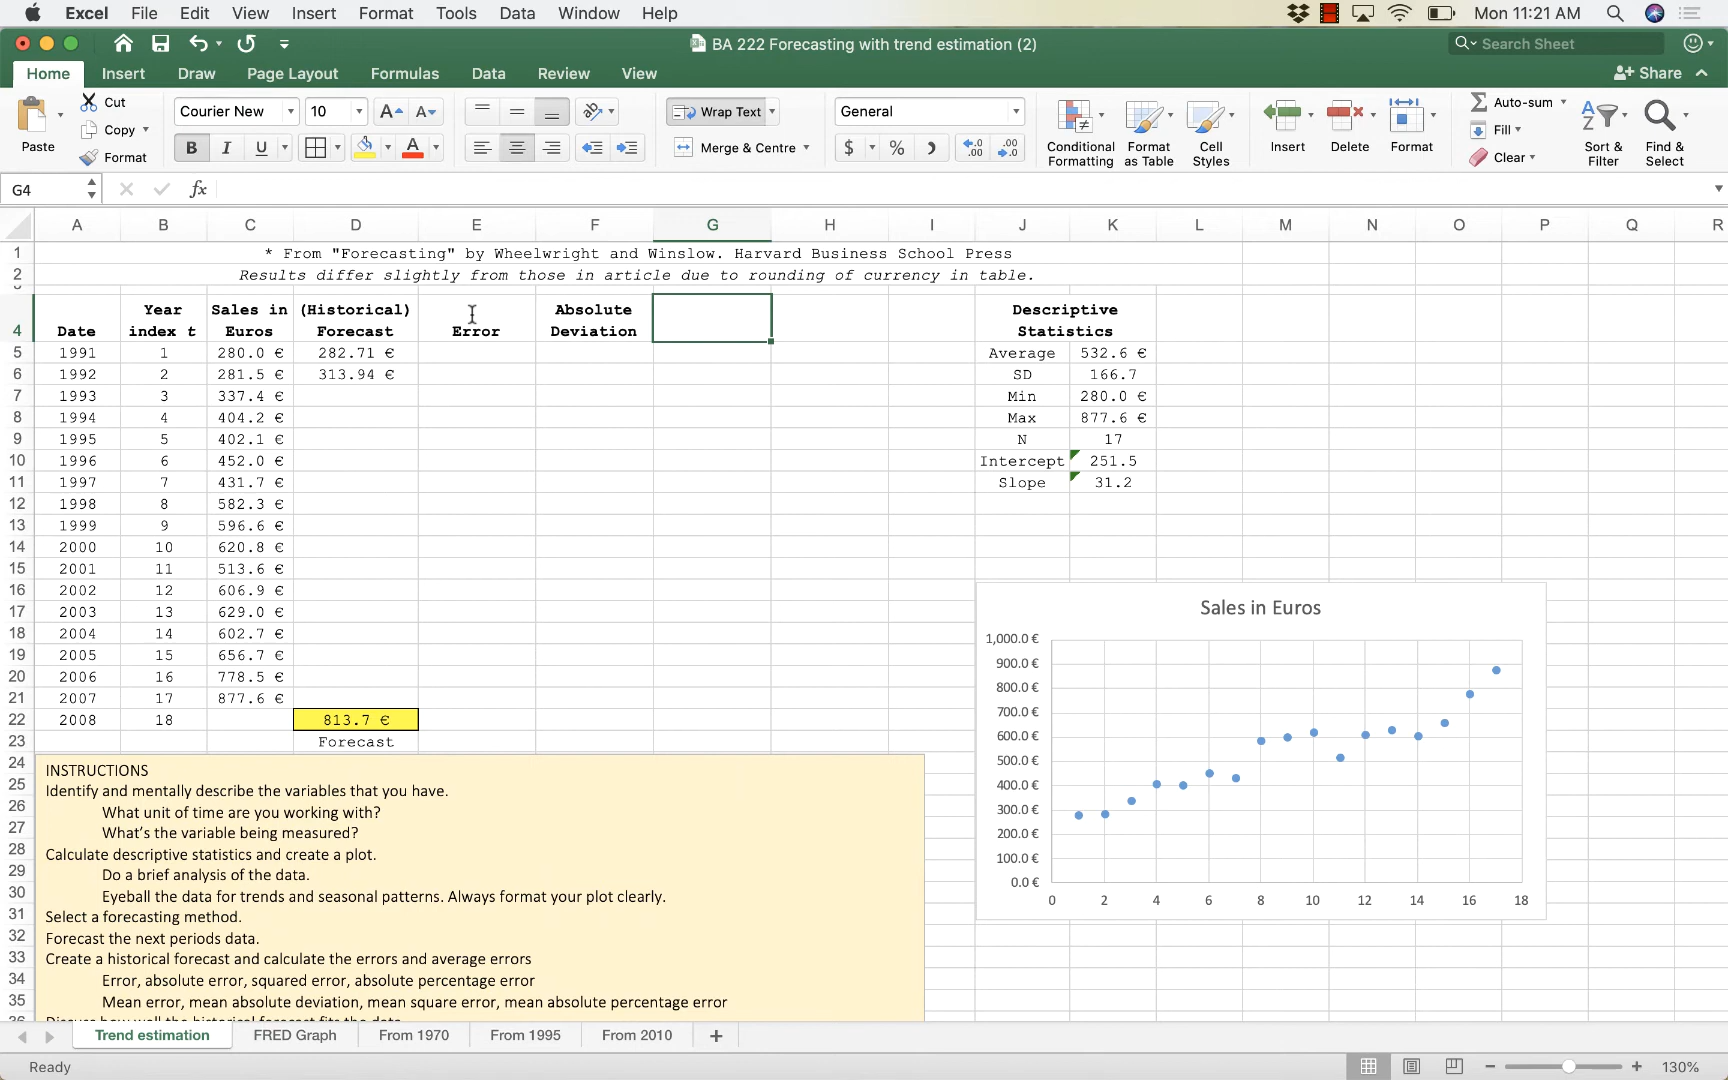 Excel File Edit View Insert Format Tools Data Window Help Mon 11:21 AM
BA 222 Forecasting with trend estimation (2) Search Sheet
Home Insert Draw Page Layout Formulas Data Review View Share
Paste Cut Copy Format
Courier New 10
B I U A
Wrap Text
Merge & Centre
General
$ %
Conditional Formatting
Format as Table
Cell Styles
Insert Delete Format
Auto-sum
Fill
Clear
Sort & Filter
Find & Select
G4 fx
A B C D E F G H I J K L M N O P Q R
1 * From "Forecasting" by Wheelwright and Winslow. Harvard Business School Press
2 Results differ slightly from those in article due to rounding of currency in table.
Year Sales in (Historical) Absolute Descriptive
4 Date index t Euros Forecast Error Deviation Statistics
5 1991 1 280.0 € 282.71 € Average 532.6 €
6 1992 2 281.5 € 313.94 € SD 166.7
7 1993 3 337.4 € Min 280.0 €
8 1994 4 404.2 € Max 877.6 €
9 1995 5 402.1 € N 17
10 1996 6 452.0 € Intercept 251.5
11 1997 7 431.7 € Slope 31.2
12 1998 8 582.3 €
13 1999 9 596.6 €
14 2000 10 620.8 €
15 2001 11 513.6 €
16 2002 12 606.9 €
17 2003 13 629.0 €
18 2004 14 602.7 €
19 2005 15 656.7 €
20 2006 16 778.5 €
21 2007 17 877.6 €
22 2008 18 813.7 €
23 Forecast
24 INSTRUCTIONS
25 Identify and mentally describe the variables that you have.
26 What unit of time are you working with?
27 What's the variable being measured?
28 Calculate descriptive statistics and create a plot.
29 Do a brief analysis of the data.
30 Eyeball the data for trends and seasonal patterns. Always format your plot clearly.
31 Select a forecasting method.
32 Forecast the next periods data.
33 Create a historical forecast and calculate the errors and average errors
34 Error, absolute error, squared error, absolute percentage error
35 Mean error, mean absolute deviation, mean square error, mean absolute percentage error
Sales in Euros
1,000.0 €
900.0 €
800.0 €
700.0 €
600.0 €
500.0 €
400.0 €
300.0 €
200.0 €
100.0 €
0.0 €
0 2 4 6 8 10 12 14 16 18
Trend estimation FRED Graph From 1970 From 1995 From 2010
Ready 130%